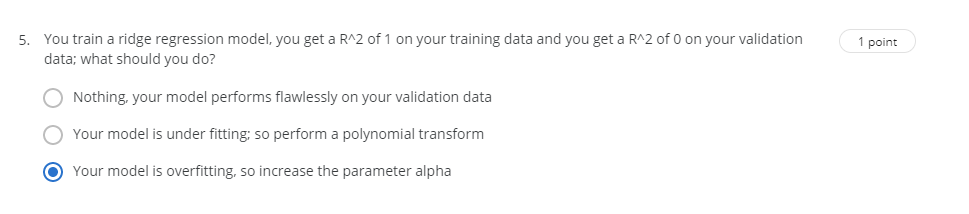 5. You train a ridge regression model, you get a R^2 of 1 on your training data and you get a R^2 of 0 on your validation
data; what should you do?
1 point
Nothing, your model performs flawlessly on your validation data
Your model is under fitting; so perform a polynomial transform
Your model is overfitting, so increase the parameter alpha